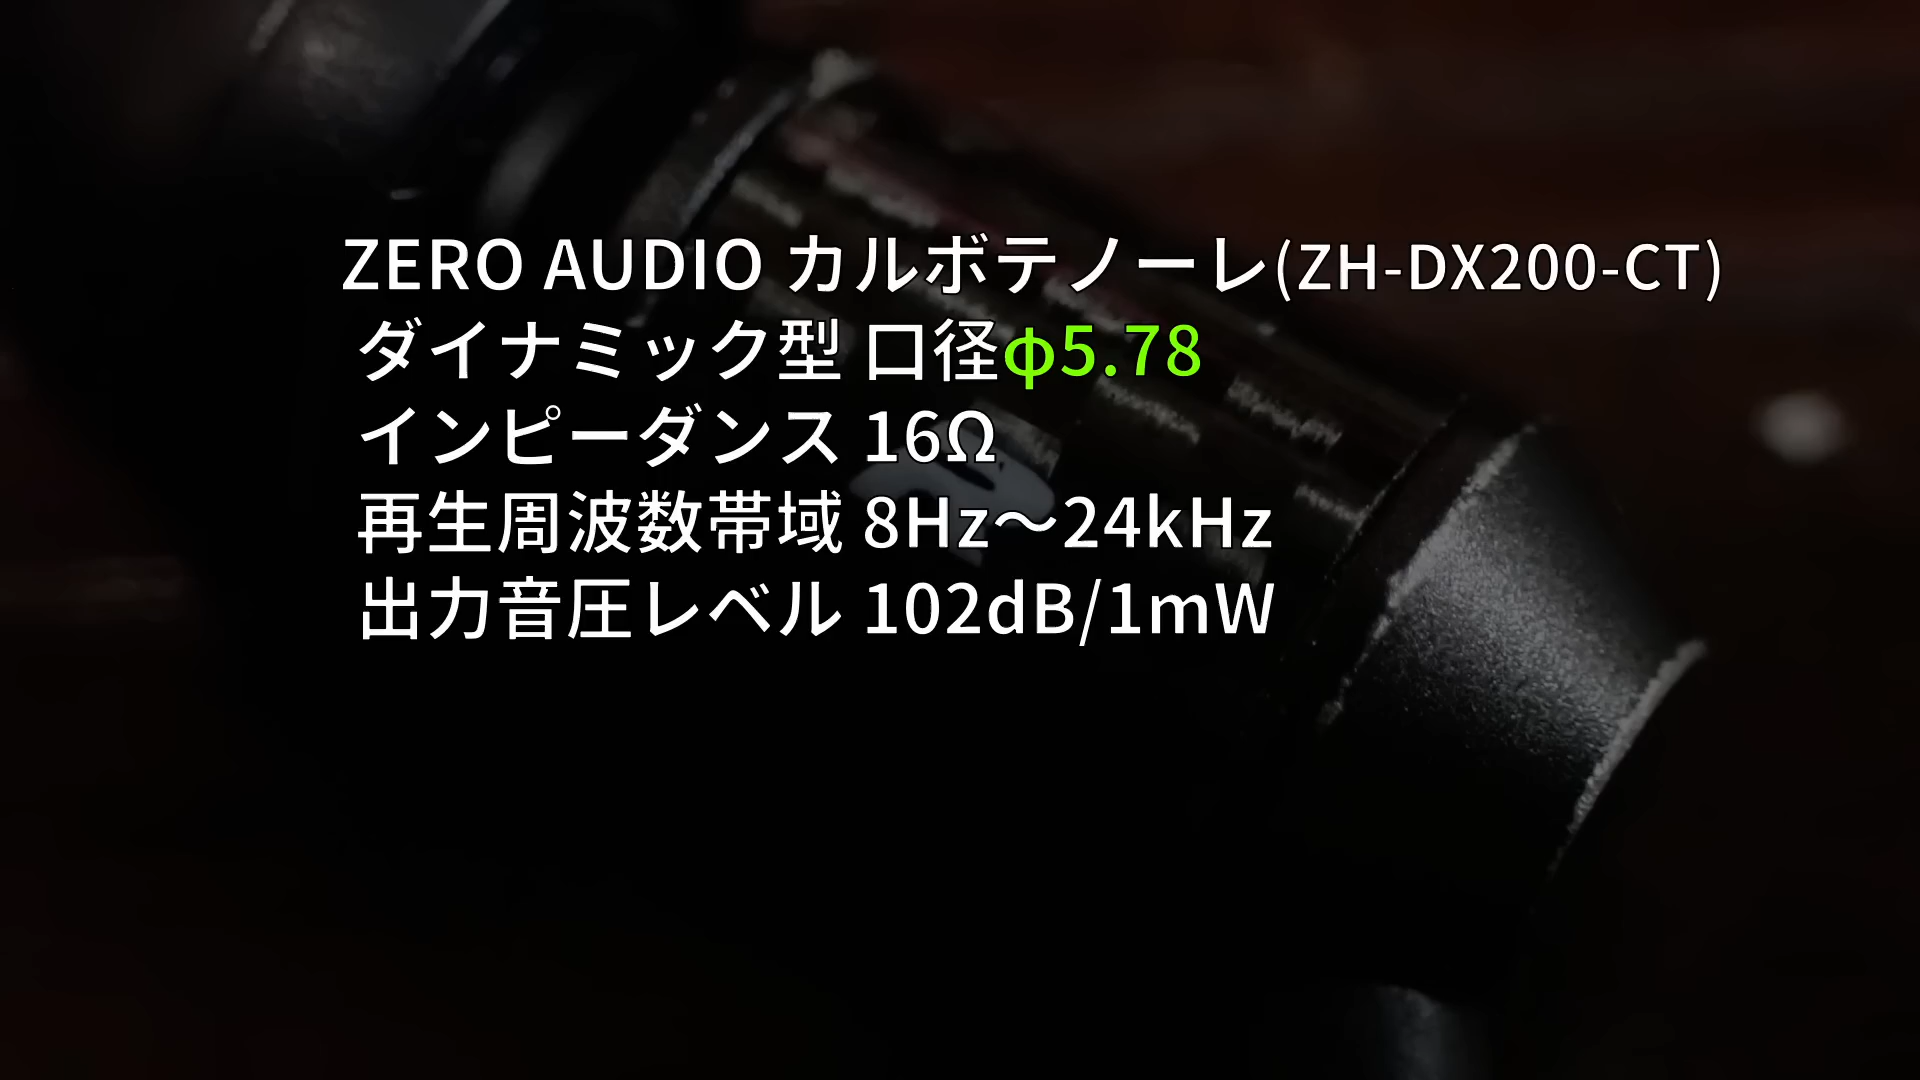 ZERO AUDIO カルボテノーレ(ZH-DX200-CT)
ダイナミック型 口径φ5.78
インピーダンス 16Ω
再生周波数帯域 8Hz～24kHz
出力音圧レベル 102dB/1mW